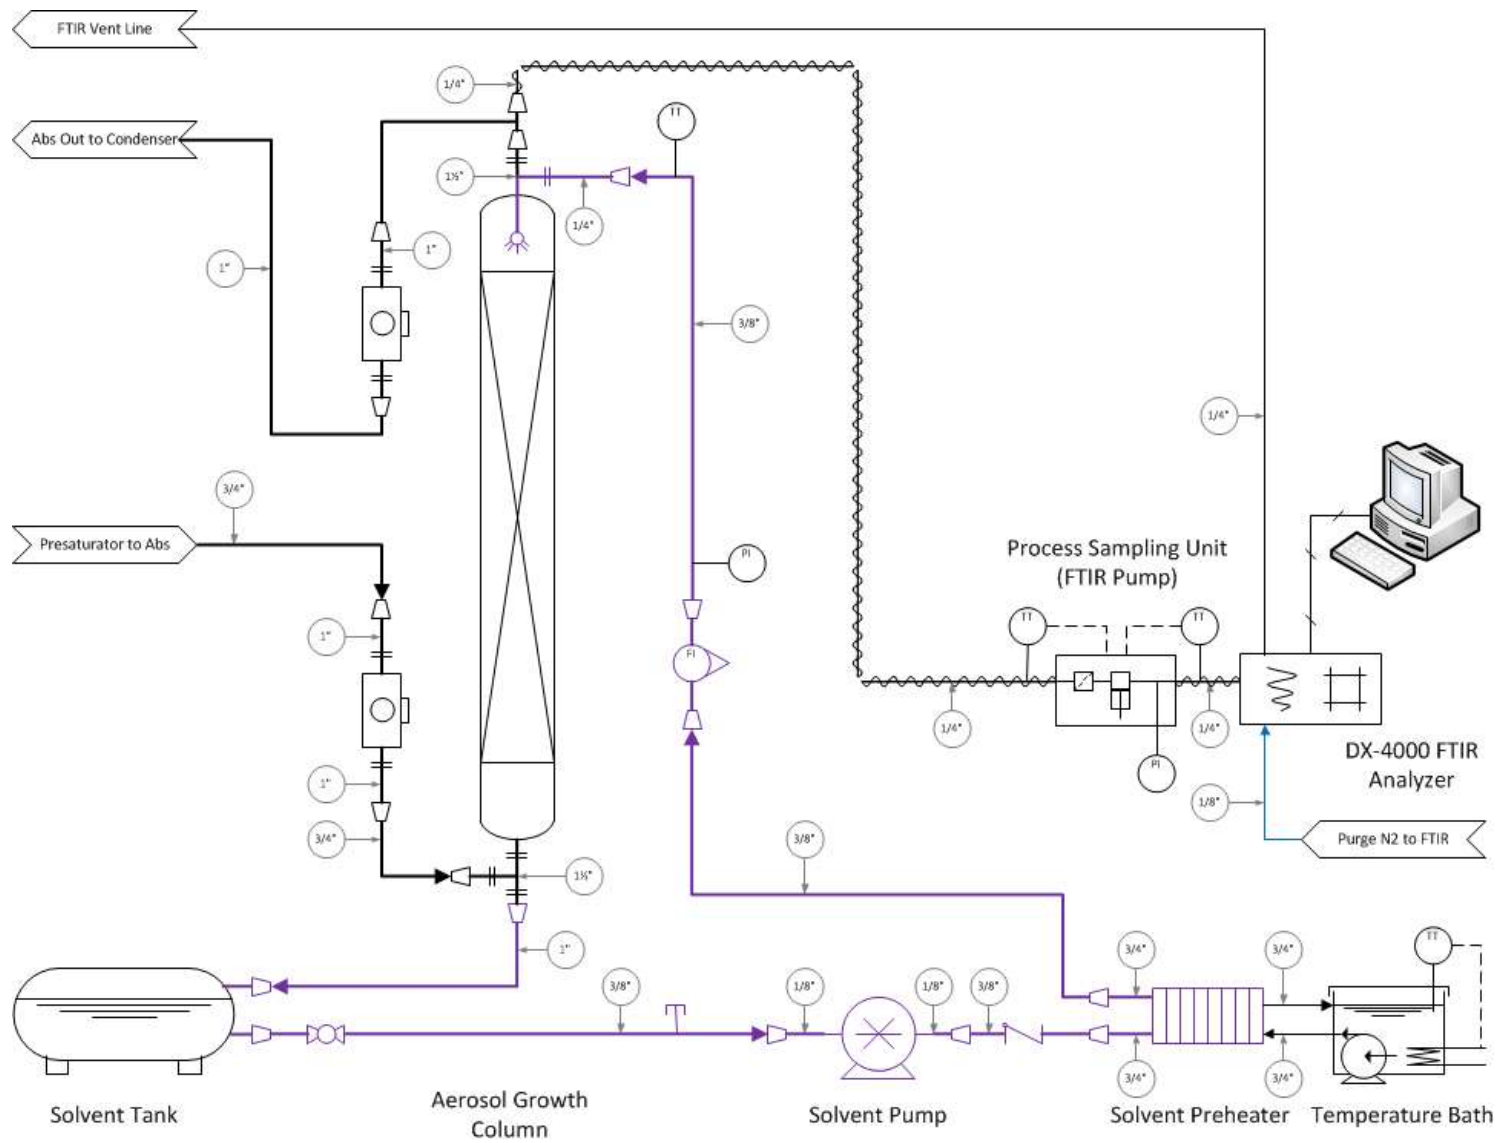 FTIR Vent Line
1/4"
TT
Abs Out to Condenser
1½"
1/4"
1"
1"
3/8"
1/4"
3/4"
Presaturator to Abs
Process Sampling Unit
(FTIR Pump)
PI
TT
TT
1"
FI
1/4"
1/4"
DX-4000 FTIR
Analyzer
PI
1"
1/8"
3/4"
3/8"
Purge N2 to FTIR
1½"
1"
3/4"
3/4"
TT
3/8"
1/8"
1/8"
3/8"
3/4"
3/4"
Solvent Tank
Aerosol Growth
Column
Solvent Pump
Solvent Preheater
Temperature Bath